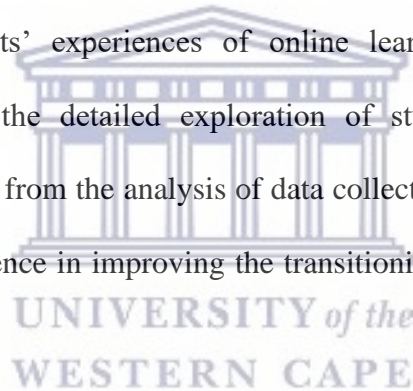 ts’ experiences of online lear
the detailed exploration of st
from the analysis of data collect
ence in improving the transitioni
UNIVERSITY of the
WESTERN CAPE